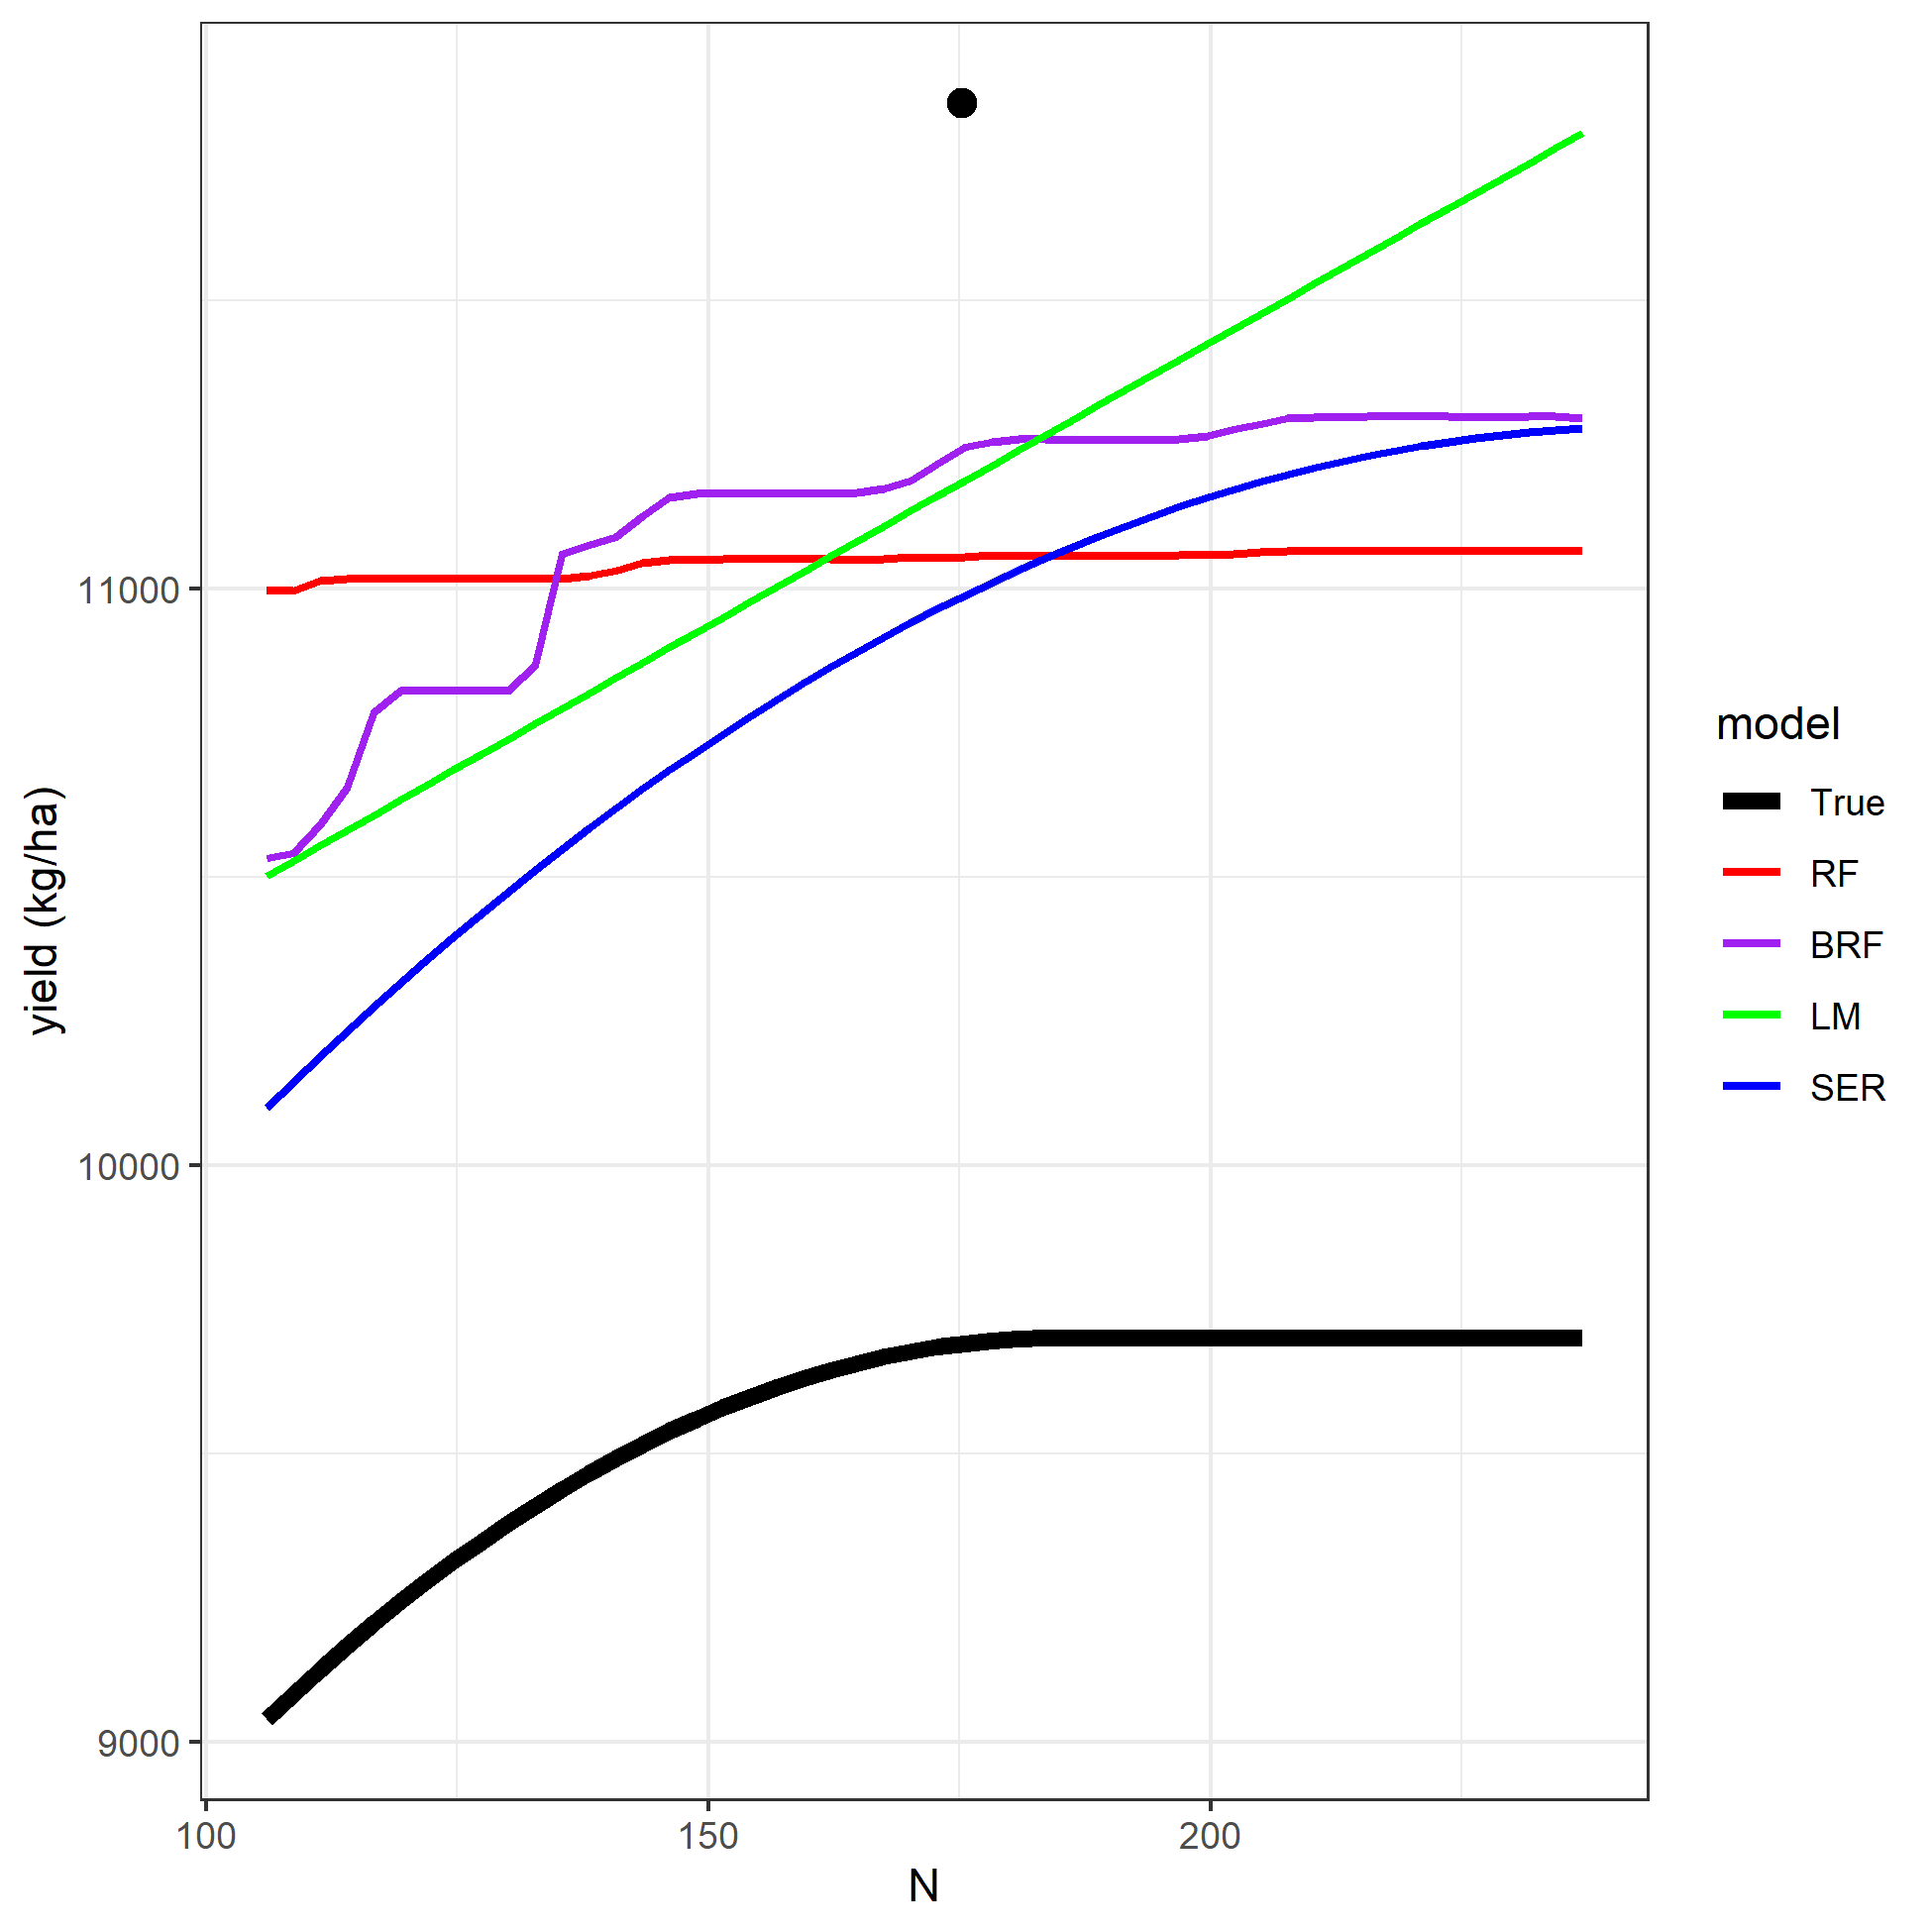 yield (kg/ha)
11000
10000
9000
100
150
200
N
model
True
RF
BRF
LM
SER